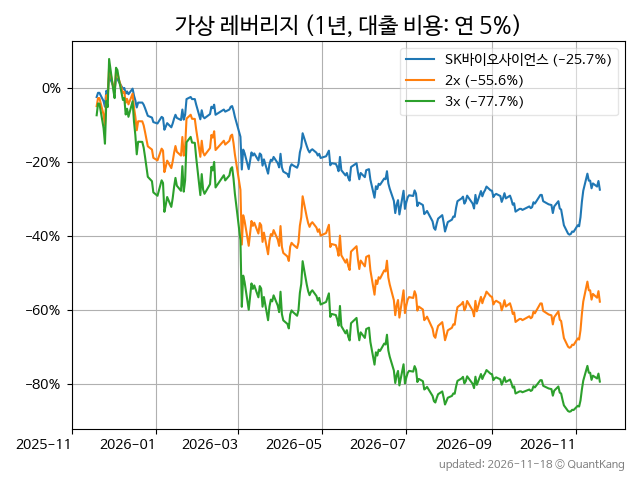 가상 레버리지 (1년, 대출 비용: 연 5%)
SK바이오사이언스 (−25.7%)
2x (−55.6%)
3x (−77.7%)
0%
−20%
−40%
−60%
−80%
2025-11 2026-01 2026-03 2026-05 2026-07 2026-09 2026-11
updated: 2026-11-18 © QuantKang